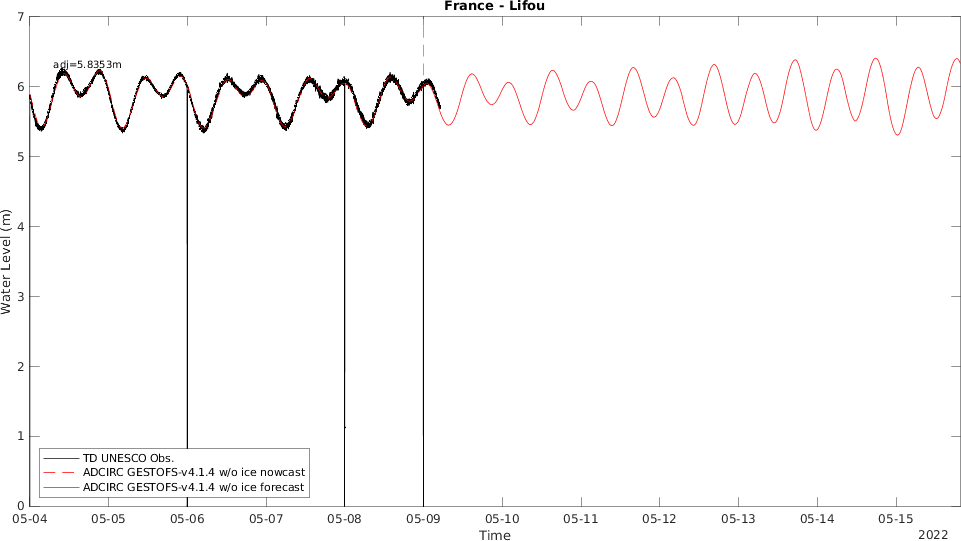 France - Lifou
adj=5.8353m
7
6
5
4
3
2
1
0
Water Level (m)
TD UNESCO Obs.
ADCIRC GESTOFS-v4.1.4 w/o ice nowcast
ADCIRC GESTOFS-v4.1.4 w/o ice forecast
05-04 05-05 05-06 05-07 05-08 05-09 05-10 05-11 05-12 05-13 05-14 05-15
Time
2022